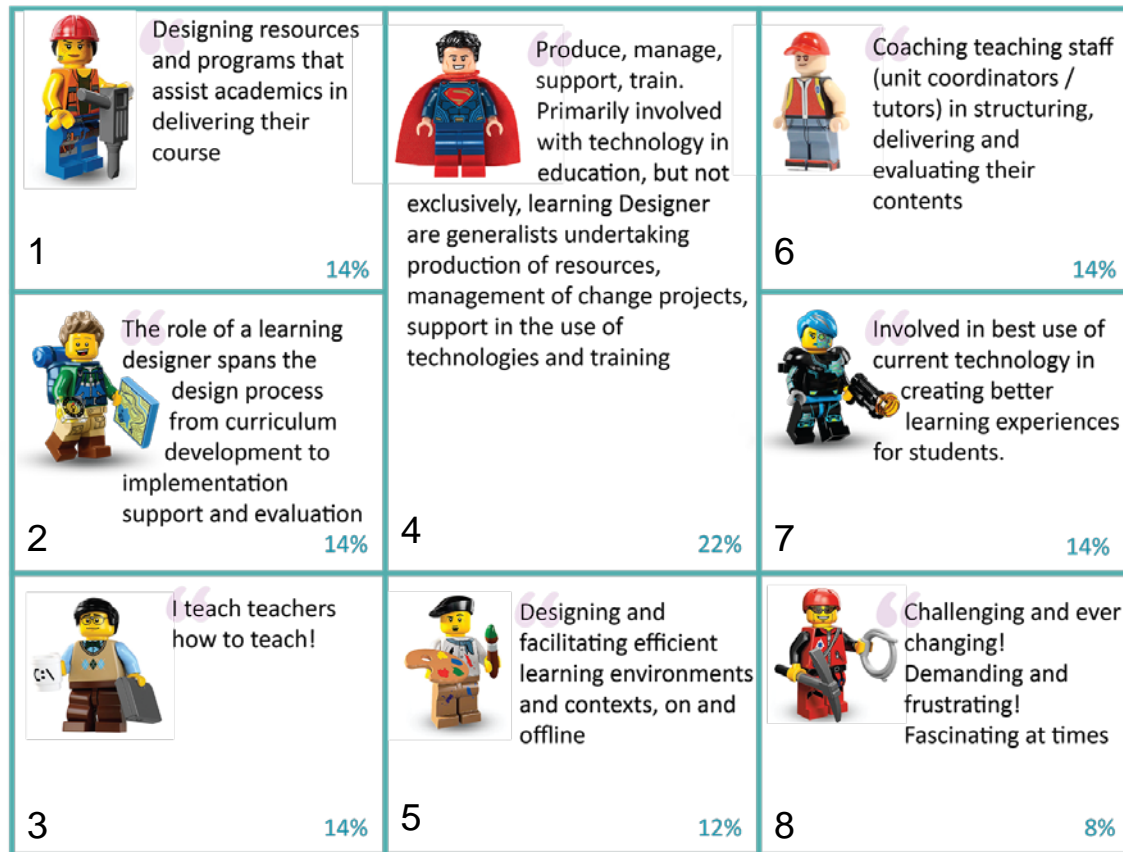 Designing resources
and programs that
assist academics in
delivering their
course
1
14%
The role of a learning
designer spans the
design process
from curriculum
development to
implementation
support and evaluation
2
14%
C:\
I teach teachers
how to teach!
3
14%
Produce, manage,
support, train.
Primarily involved
with technology in
education, but not
exclusively, learning Designer
are generalists undertaking
production of resources,
management of change projects,
support in the use of
technologies and training
4
22%
Designing and
facilitating efficient
learning environments
and contexts, on and
offline
5
12%
Coaching teaching staff
(unit coordinators /
tutors) in structuring,
delivering and
evaluating their
contents
6
14%
Involved in best use of
current technology in
creating better
learning experiences
for students.
7
14%
Challenging and ever
changing!
Demanding and
frustrating!
Fascinating at times
8
8%